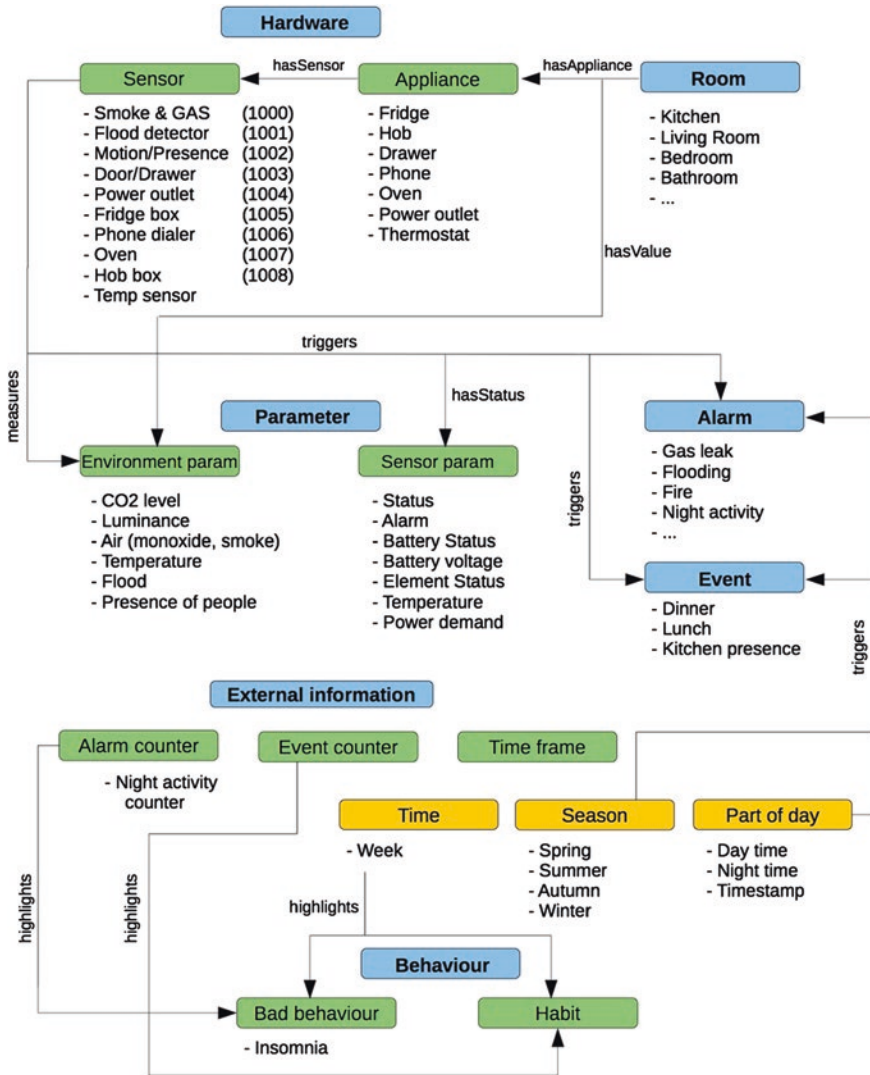 Hardware
hasSensor
hasAppliance
Sensor
Appliance
Room
- Smoke & GAS (1000)
- Flood detector (1001)
- Motion/Presence (1002)
- Door/Drawer (1003)
- Power outlet (1004)
- Fridge box (1005)
- Phone dialer (1006)
- Oven (1007)
- Hob box (1008)
- Temp sensor
- Fridge
- Hob
- Drawer
- Phone
- Oven
- Power outlet
- Thermostat
- Kitchen
- Living Room
- Bedroom
- Bathroom
- ...
hasValue
triggers
measures
hasStatus
Parameter
Alarm
Environment param
Sensor param
- Gas leak
- Flooding
- Fire
- Night activity
- ...
- CO2 level
- Luminance
- Air (monoxide, smoke)
- Temperature
- Flood
- Presence of people
- Status
- Alarm
- Battery Status
- Battery voltage
- Element Status
- Temperature
- Power demand
triggers
Event
- Dinner
- Lunch
- Kitchen presence
triggers
External information
Alarm counter
Event counter
Time frame
- Night activity
counter
Time
Season
Part of day
- Week
- Spring
- Summer
- Autumn
- Winter
- Day time
- Night time
- Timestamp
highlights
highlights
highlights
Behaviour
Bad behaviour
Habit
- Insomnia